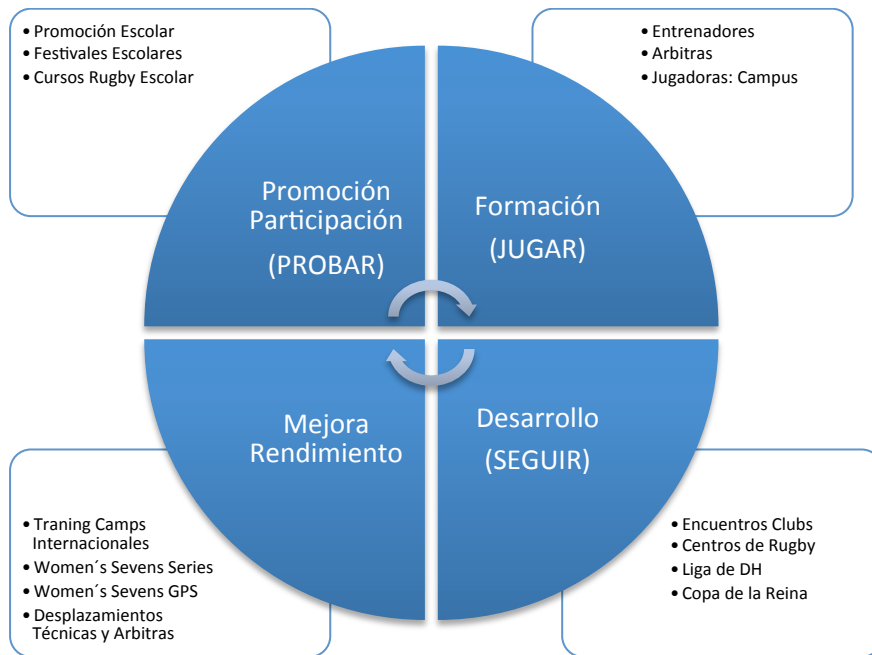 • Promoción Escolar
• Festivales Escolares
• Cursos Rugby Escolar
• Entrenadores
• Arbitras
• Jugadoras: Campus
Promoción
Participación
(PROBAR)
Formación
(JUGAR)
Mejora
Rendimiento
Desarrollo
(SEGUIR)
• Traning Camps
Internacionales
• Women´s Sevens Series
• Women´s Sevens GPS
• Desplazamientos
Técnicas y Arbitras
• Encuentros Clubs
• Centros de Rugby
• Liga de DH
• Copa de la Reina